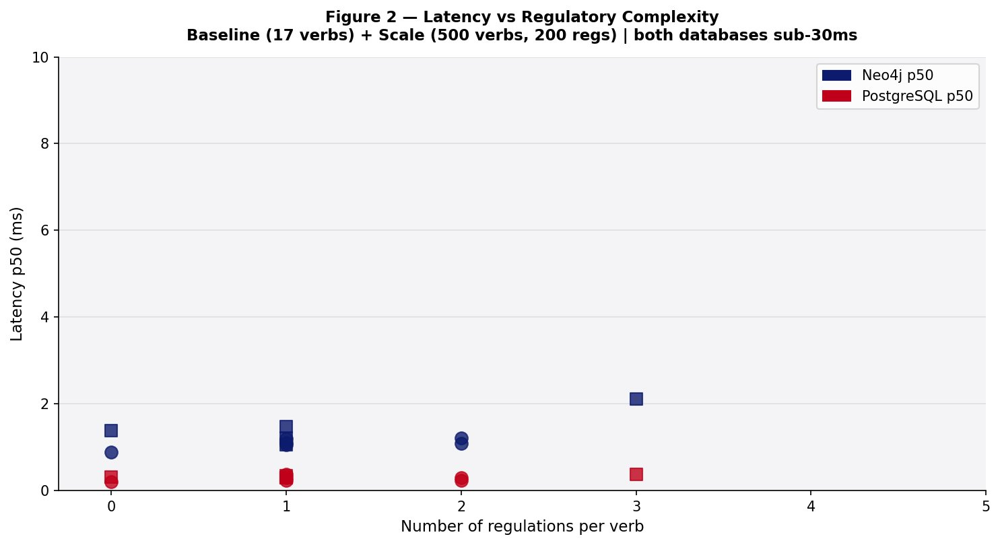 Figure 2 — Latency vs Regulatory Complexity
Baseline (17 verbs) + Scale (500 verbs, 200 regs) | both databases sub-30ms
10
8
6
4
2
0
Latency p50 (ms)
Neo4j p50
PostgreSQL p50
0 1 2 3 4 5
Number of regulations per verb